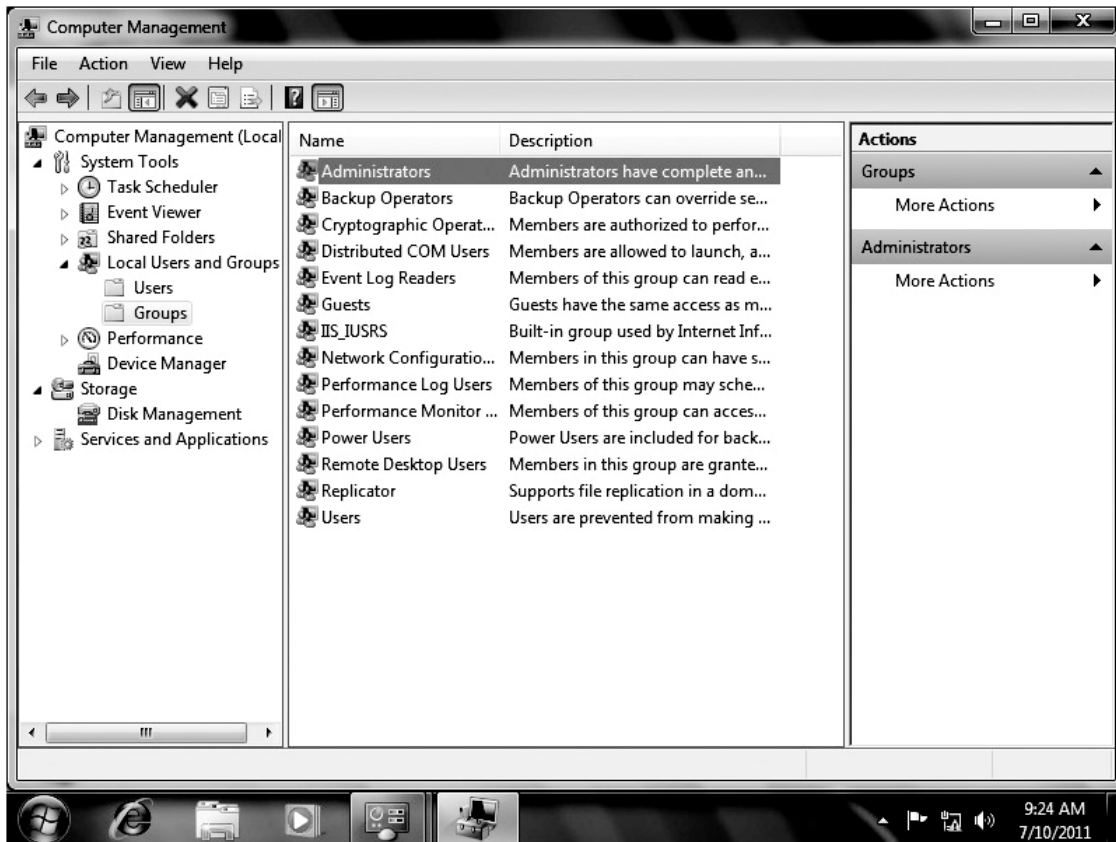 Computer Management
File Action View Help
Computer Management (Local
System Tools
Task Scheduler
Event Viewer
Shared Folders
Local Users and Groups
Users
Groups
Performance
Device Manager
Storage
Disk Management
Services and Applications
Name Description
Administrators Administrators have complete an...
Backup Operators Backup Operators can override se...
Cryptographic Operat... Members are authorized to perfor...
Distributed COM Users Members are allowed to launch, a...
Event Log Readers Members of this group can read e...
Guests Guests have the same access as m...
IIS_IUSRS Built-in group used by Internet Inf...
Network Configuratio... Members in this group can have s...
Performance Log Users Members of this group may sche...
Performance Monitor ... Members of this group can acces...
Power Users Power Users are included for back...
Remote Desktop Users Members in this group are grante...
Replicator Supports file replication in a dom...
Users Users are prevented from making ...
Actions
Groups
More Actions
Administrators
More Actions
9:24 AM
7/10/2011